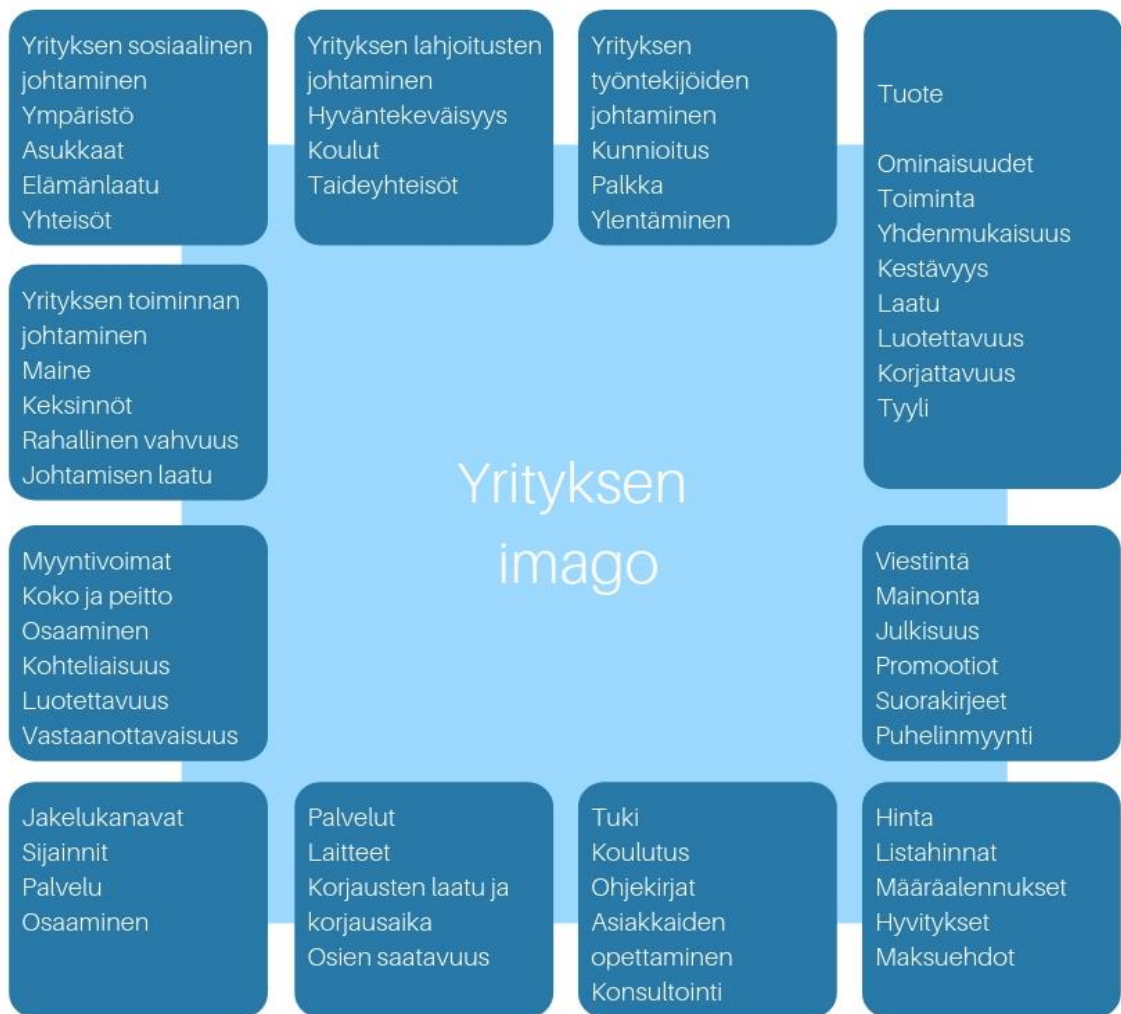 Yrityksen sosiaalinen
johtaminen
Ympäristö
Asukkaat
Elämänlaatu
Yhteisöt
Yrityksen lahjoitusten
johtaminen
Hyväntekeväisyys
Koulut
Taideyhteisöt
Yrityksen
työntekijöiden
johtaminen
Kunnioitus
Palkka
Ylentäminen
Tuote
Ominaisuudet
Toiminta
Yhdenmukaisuus
Kestävyys
Laatu
Luotettavuus
Korjattavuus
Tyyli
Yrityksen toiminnan
johtaminen
Maine
Keksinnöt
Rahallinen vahvuus
Johtamisen laatu
Yrityksen
imago
Myyntivoimat
Koko ja peitto
Osaaminen
Kohteliaisuus
Luotettavuus
Vastaanottavaisuus
Viestintä
Mainonta
Julkisuus
Promootiot
Suorakirjeet
Puhelinmyynti
Jakelukanavat
Sijainnit
Palvelu
Osaaminen
Palvelut
Laitteet
Korjausten laatu ja
korjausaika
Osien saatavuus
Tuki
Koulutus
Ohjekirjat
Asiakkaiden
opettaminen
Konsultointi
Hinta
Listahinnat
Määräalennukset
Hyvitykset
Maksuehdot